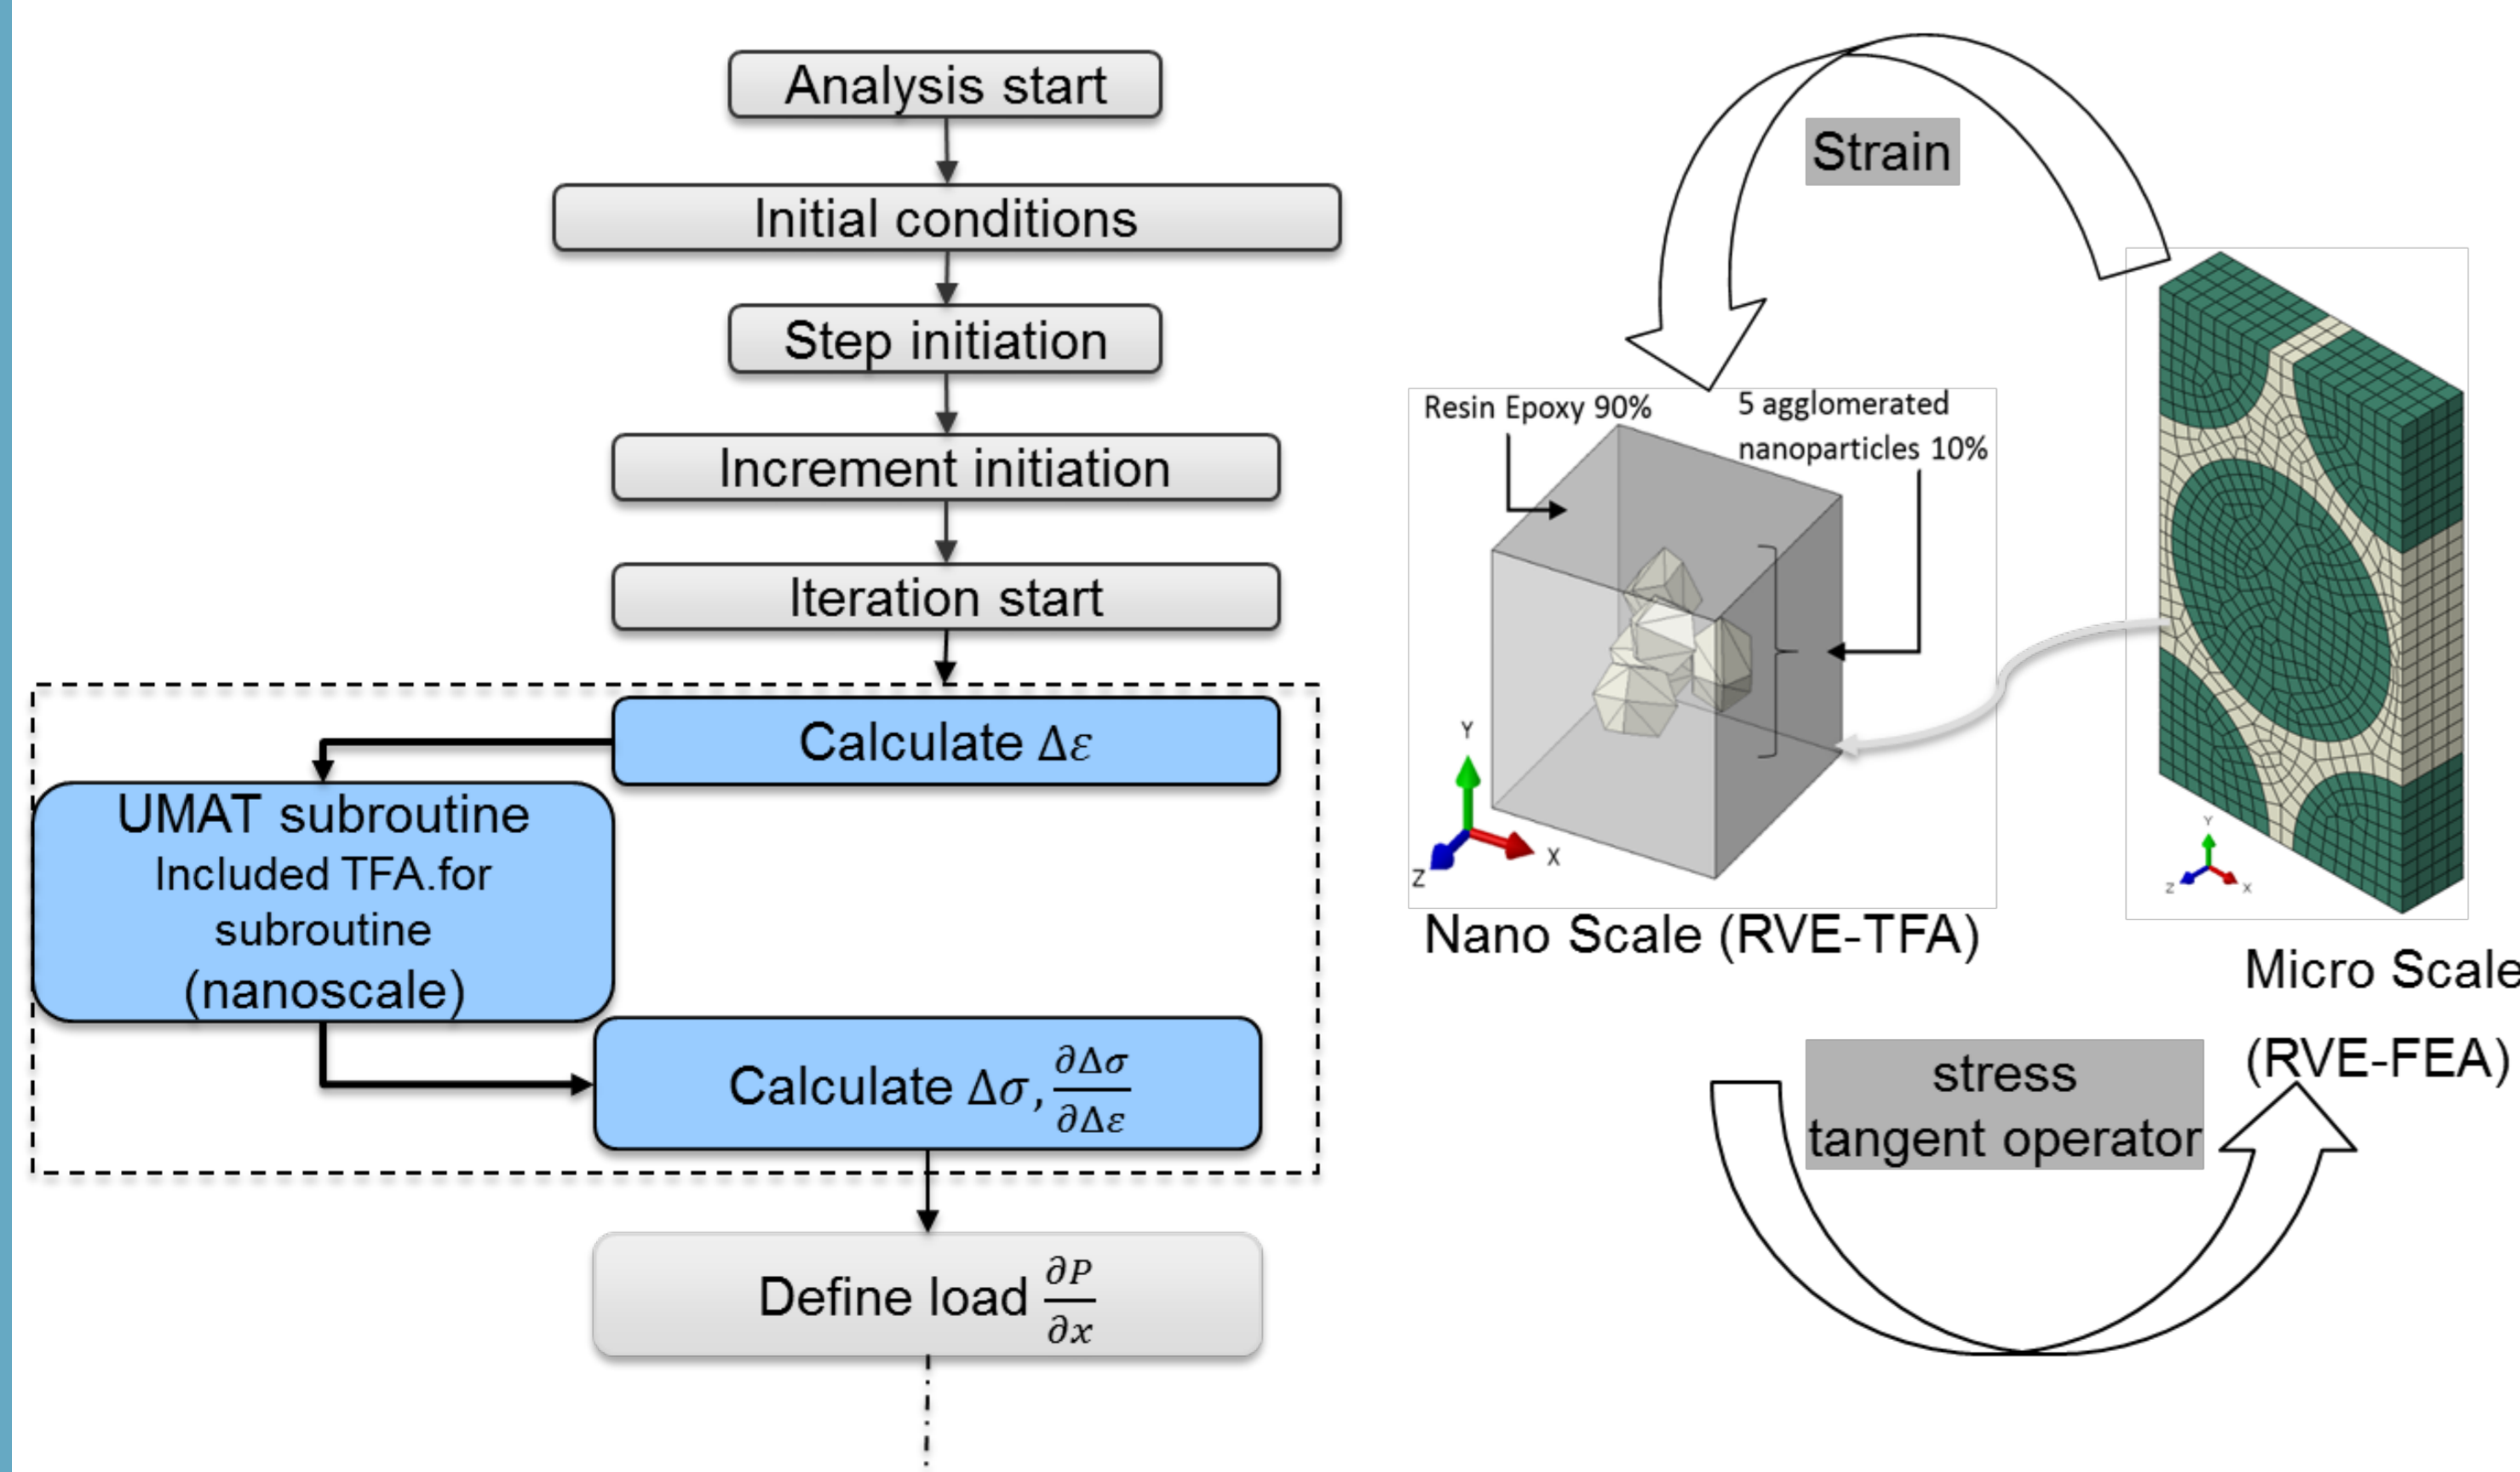 Analysis start
Initial conditions
Step initiation
Increment initiation
Iteration start
Calculate Δε
UMAT subroutine
Included TFA.for
subroutine
(nanoscale)
Calculate Δσ, ∂Δσ/∂Δε
Define load ∂P/∂x
Strain
Resin Epoxy 90%
5 agglomerated
nanoparticles 10%
Y
Z
X
Nano Scale (RVE-TFA)
Y
Z
X
Micro Scale
(RVE-FEA)
stress
tangent operator